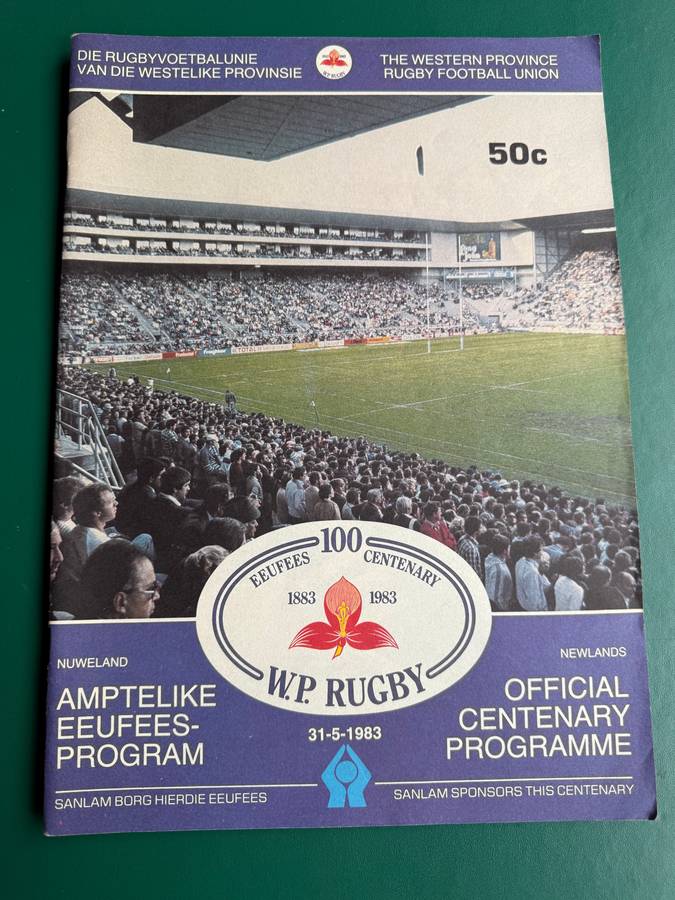 DIE RUGBYVOETBALUNIE
VAN DIE WESTELIKE PROVINSIE
W.P. RUGBY
THE WESTERN PROVINCE
RUGBY FOOTBALL UNION
50c
TOTAL
Freighter
EEUFEES 100 CENTENARY
1883 1983
W.P. RUGBY
NUWELAND
AMPTELIKE
EEUFEES-
PROGRAM
31-5-1983
NEWLANDS
OFFICIAL
CENTENARY
PROGRAMME
SANLAM BORG HIERDIE EEUFEES
SANLAM SPONSORS THIS CENTENARY